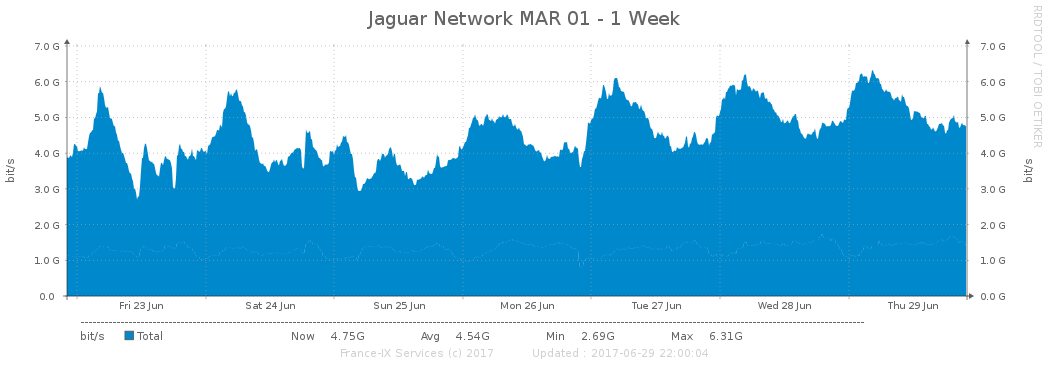 Jaguar Network MAR 01 - 1 Week
RRDTOOL / TOBI OETIKER
7.0 G 7.0 G
6.0 G 6.0 G
5.0 G 5.0 G
4.0 G 4.0 G
3.0 G 3.0 G
2.0 G 2.0 G
1.0 G 1.0 G
0.0 0.0 G
bit/s bit/s
Fri 23 Jun Sat 24 Jun Sun 25 Jun Mon 26 Jun Tue 27 Jun Wed 28 Jun Thu 29 Jun
bit/s Total Now 4.75G Avg 4.54G Min 2.69G Max 6.31G
France-IX Services (c) 2017 Updated : 2017-06-29 22:00:04